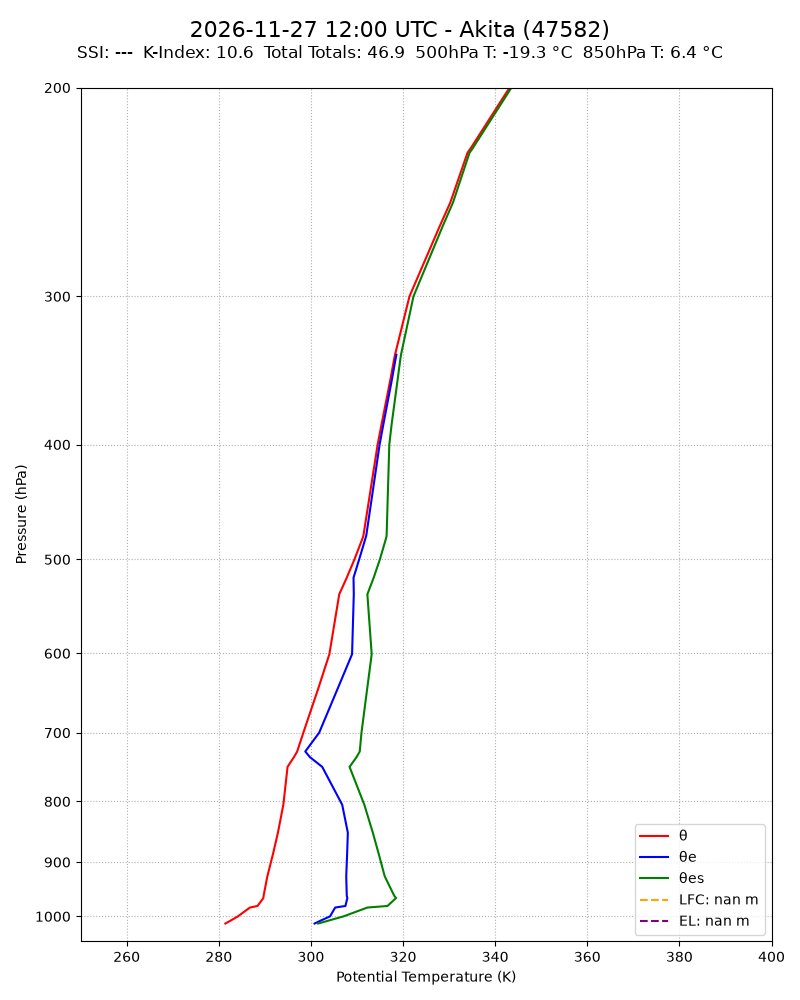 2026-11-27 12:00 UTC - Akita (47582)
SSI: --- K-Index: 10.6 Total Totals: 46.9 500hPa T: -19.3 °C 850hPa T: 6.4 °C
200
300
400
500
600
700
800
900
1000
Pressure (hPa)
260 280 300 320 340 360 380 400
Potential Temperature (K)
θ
θe
θes
LFC: nan m
EL: nan m